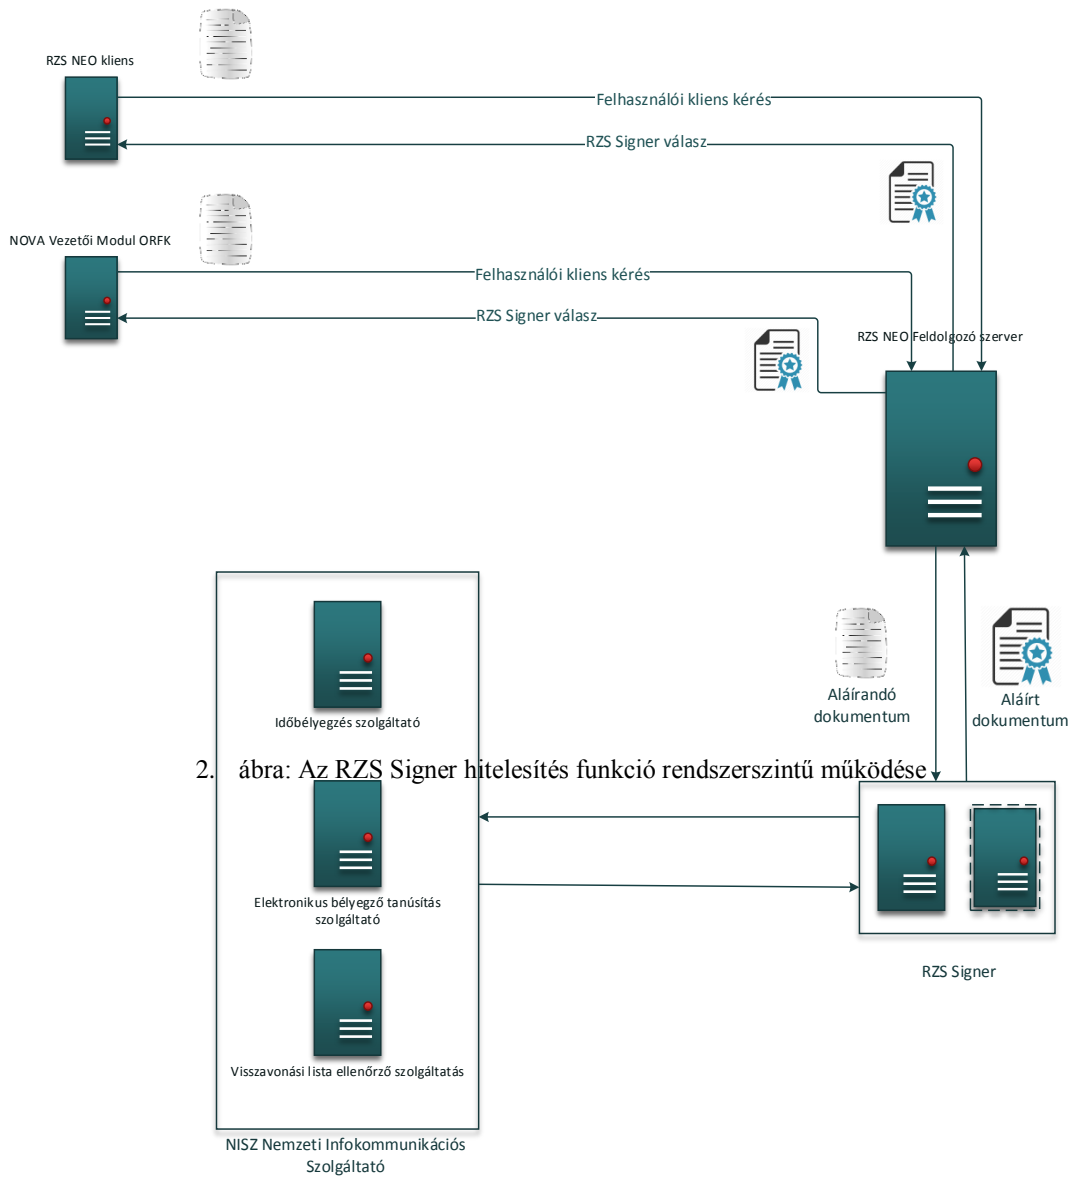 RZS NEO kliens
Felhasználói kliens kérés
RZS Signer válasz
NOVA Vezetői Modul ORFK
Felhasználói kliens kérés
RZS Signer válasz
RZS NEO Feldolgozó szerver
Aláírandó
dokumentum
Aláírt
dokumentum
Időbélyegzés szolgáltató
2. ábra: Az RZS Signer hitelesítés funkció rendszerszintű működése
Elektronikus bélyegző tanúsítás
szolgáltató
RZS Signer
Visszavonási lista ellenőrző szolgáltatás
NISZ Nemzeti Infokommunikációs
Szolgáltató